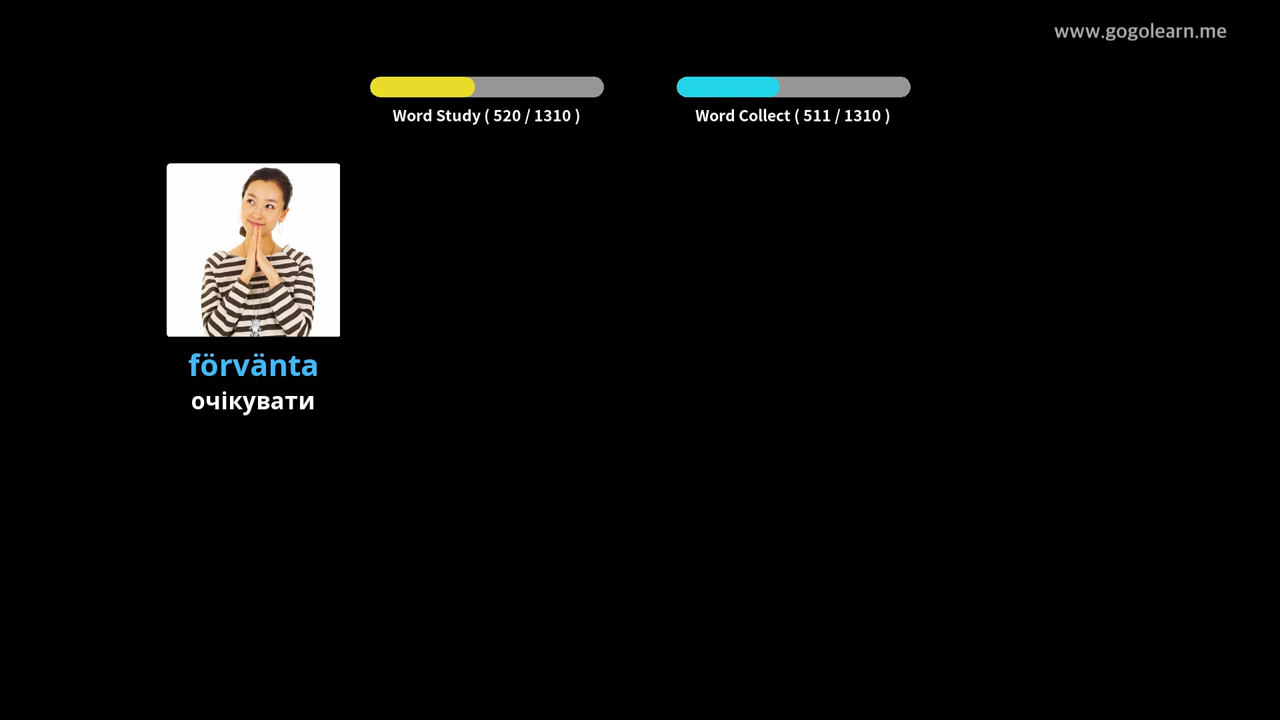 www.gogolearn.me
Word Study ( 520 / 1310 )
Word Collect ( 511 / 1310 )
förvänta
очікувати